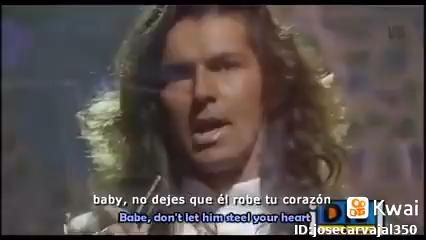 baby, no dejes que él robe tu corazón
Babe, don't let him steel your heart
Kwai
ID:josecarvajal350